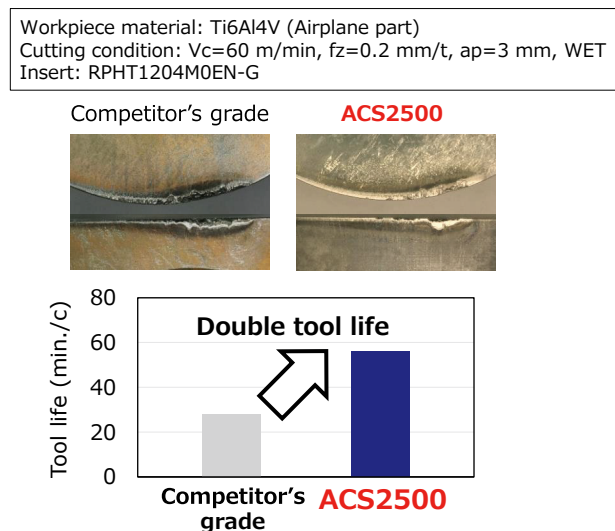 Workpiece material: Ti6Al4V (Airplane part)
Cutting condition: Vc=60 m/min, fz=0.2 mm/t, ap=3 mm, WET
Insert: RPHT1204M0EN-G
Competitor's grade
ACS2500
80
60
40
20
0
Tool life (min./c)
Double tool life
Competitor's
grade
ACS2500